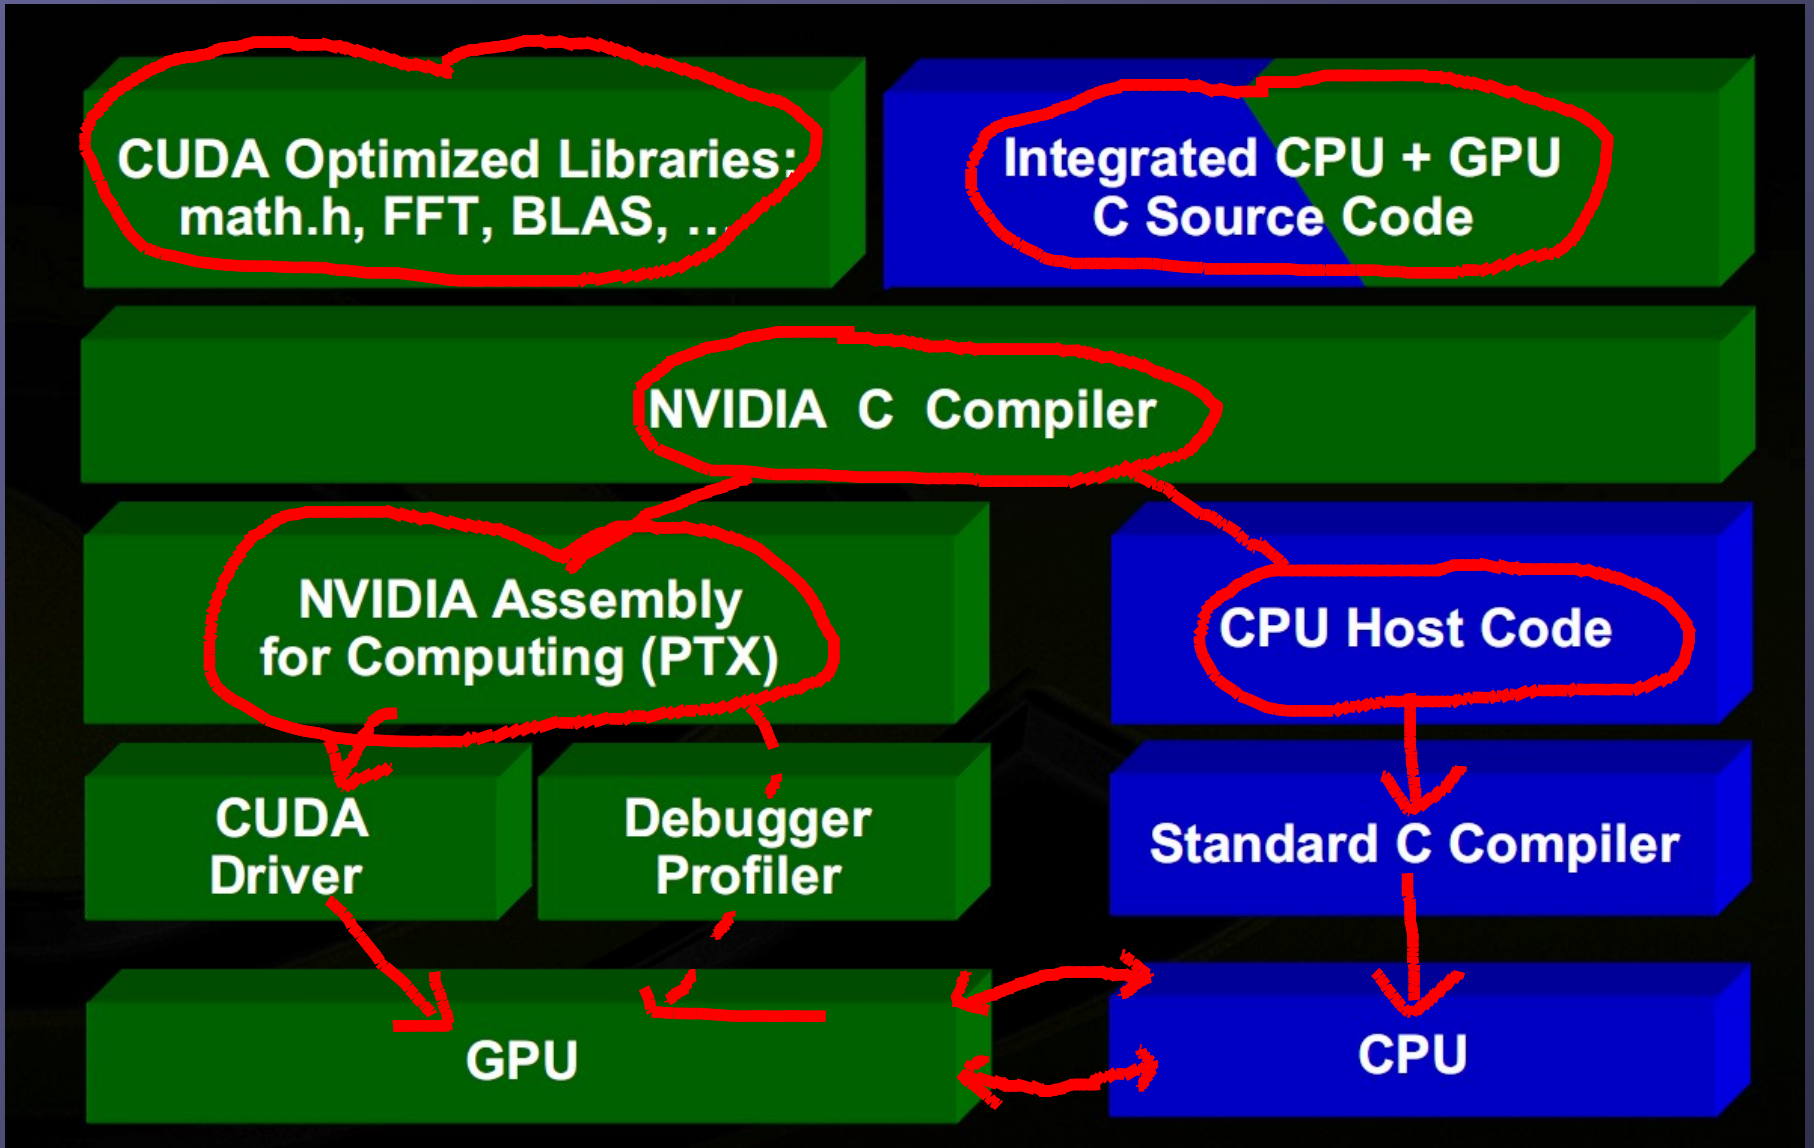 CUDA Optimized Libraries:
math.h, FFT, BLAS, …
Integrated CPU + GPU
C Source Code
NVIDIA C Compiler
NVIDIA Assembly
for Computing (PTX)
CPU Host Code
CUDA
Driver
Debugger
Profiler
Standard C Compiler
GPU
CPU